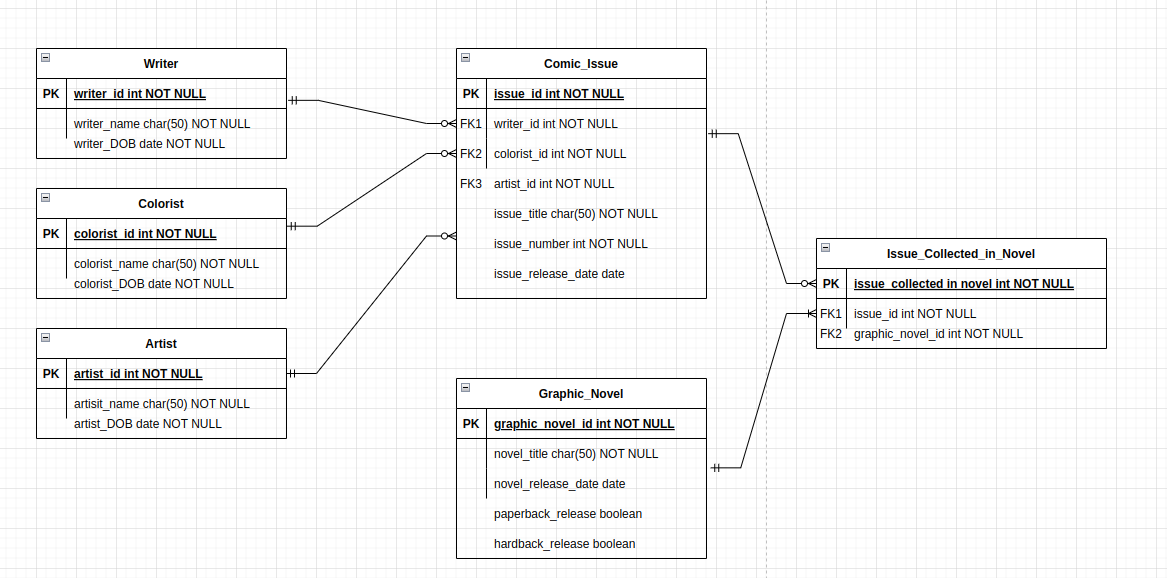 Writer
PK writer_id int NOT NULL
writer_name char(50) NOT NULL
writer_DOB date NOT NULL
Colorist
PK colorist_id int NOT NULL
colorist_name char(50) NOT NULL
colorist_DOB date NOT NULL
Artist
PK artist_id int NOT NULL
artisit_name char(50) NOT NULL
artist_DOB date NOT NULL
Comic_Issue
PK issue_id int NOT NULL
FK1 writer_id int NOT NULL
FK2 colorist_id int NOT NULL
FK3 artist_id int NOT NULL
issue_title char(50) NOT NULL
issue_number int NOT NULL
issue_release_date date
Graphic_Novel
PK graphic_novel_id int NOT NULL
novel_title char(50) NOT NULL
novel_release_date date
paperback_release boolean
hardback_release boolean
Issue_Collected_in_Novel
PK issue_collected in novel int NOT NULL
FK1 issue_id int NOT NULL
FK2 graphic_novel_id int NOT NULL